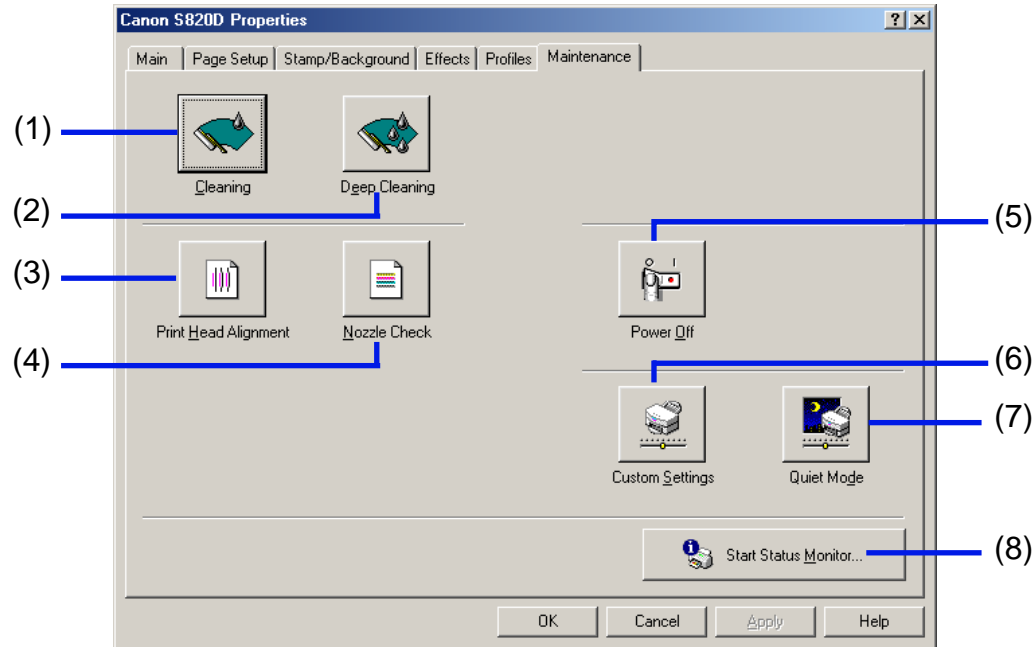 Canon S820D Properties
Main Page Setup Stamp/Background Effects Profiles Maintenance
(1)
Cleaning Deep Cleaning
(2)
(5)
(3)
Print Head Alignment Nozzle Check Power Off
(4)
(6)
(7)
Custom Settings Quiet Mode
Start Status Monitor...
(8)
OK Cancel Apply Help